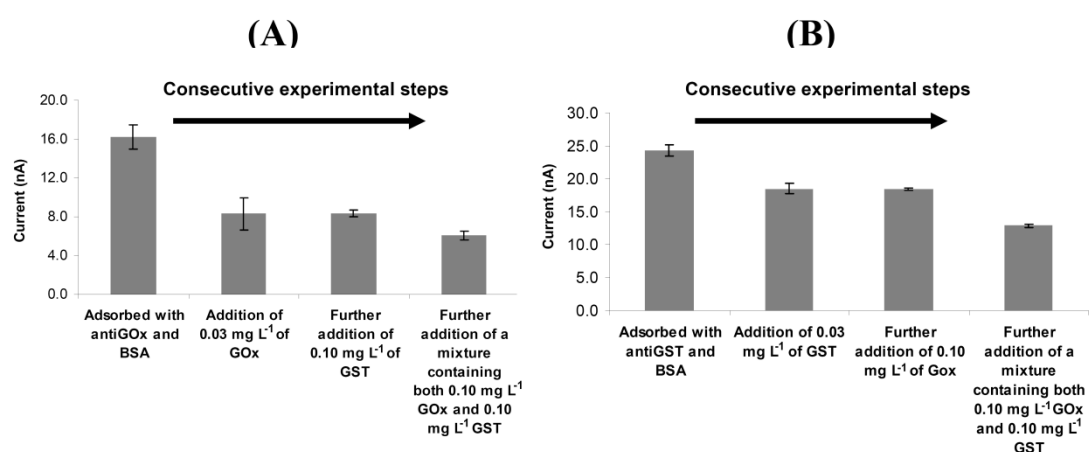 (A)
Consecutive experimental steps
Current (nA)
20.0
16.0
12.0
8.0
4.0
0.0
Adsorbed with
antiGOx and
BSA
Addition of
0.03 mg L⁻¹ of
GOx
Further
addition of
0.10 mg L⁻¹ of
GST
Further
addition of a
mixture
containing
both 0.10 mg L⁻¹
GOx and 0.10
mg L⁻¹ GST
(B)
Consecutive experimental steps
Current (nA)
30.0
25.0
20.0
15.0
10.0
5.0
0.0
Adsorbed with
antiGST and
BSA
Addition of 0.03
mg L⁻¹ of GST
Further
addition of 0.10
mg L⁻¹ of Gox
Further
addition of a
mixture
containing both
0.10 mg L⁻¹ GOx
and 0.10 mg L⁻¹
GST